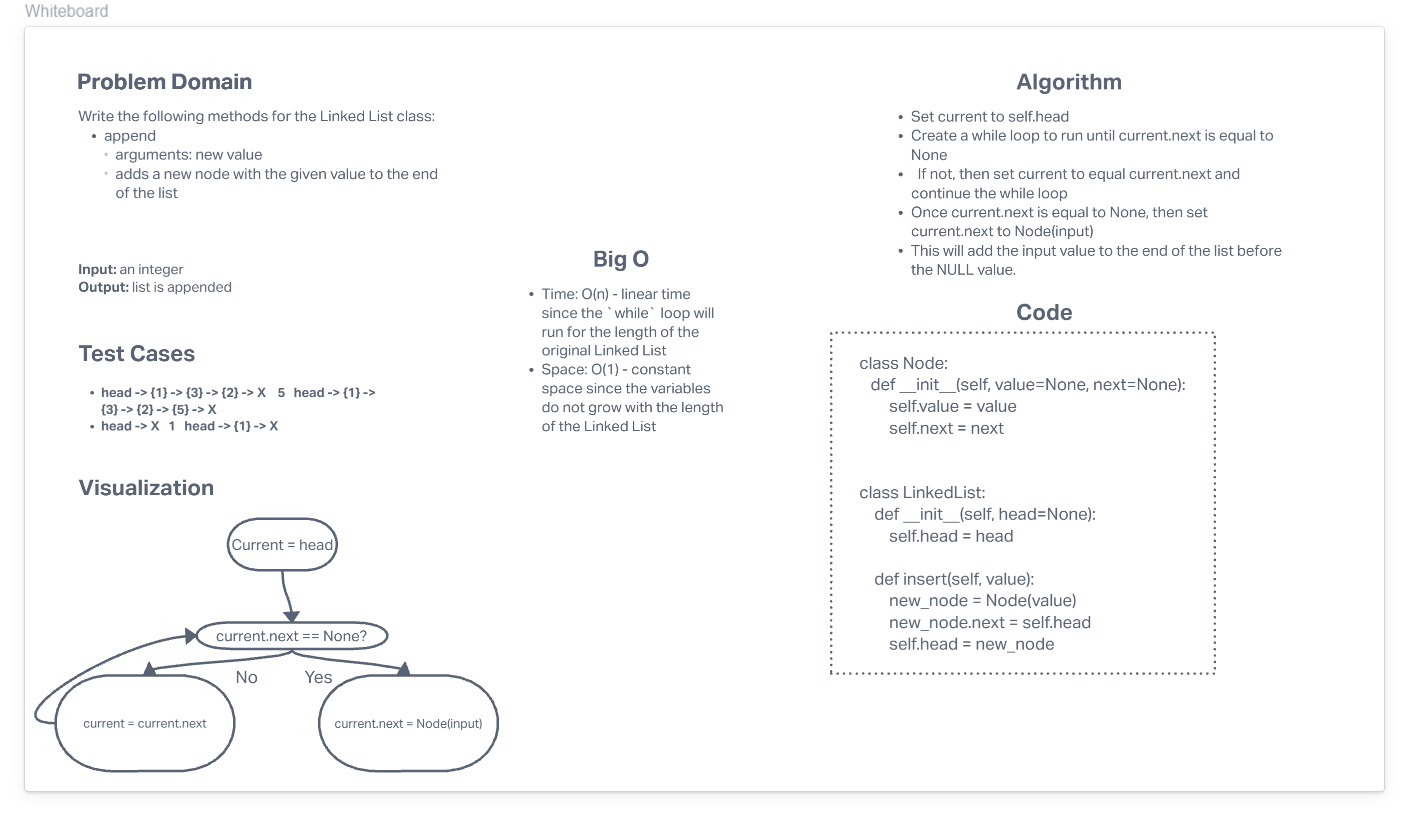 Whiteboard
Problem Domain
Write the following methods for the Linked List class:
• append
◦ arguments: new value
◦ adds a new node with the given value to the end
of the list
Input: an integer
Output: list is appended
Test Cases
• head -> {1} -> {3} -> {2} -> X 5 head -> {1} ->
{3} -> {2} -> {5} -> X
• head -> X 1 head -> {1} -> X
Visualization
Current = head
current.next == None?
No
Yes
current = current.next
current.next = Node(input)
Big O
• Time: O(n) - linear time
since the `while` loop will
run for the length of the
original Linked List
• Space: O(1) - constant
space since the variables
do not grow with the length
of the Linked List
Algorithm
• Set current to self.head
• Create a while loop to run until current.next is equal to
None
• If not, then set current to equal current.next and
continue the while loop
• Once current.next is equal to None, then set
current.next to Node(input)
• This will add the input value to the end of the list before
the NULL value.
Code
class Node:
def __init__(self, value=None, next=None):
self.value = value
self.next = next
class LinkedList:
def __init__(self, head=None):
self.head = head
def insert(self, value):
new_node = Node(value)
new_node.next = self.head
self.head = new_node